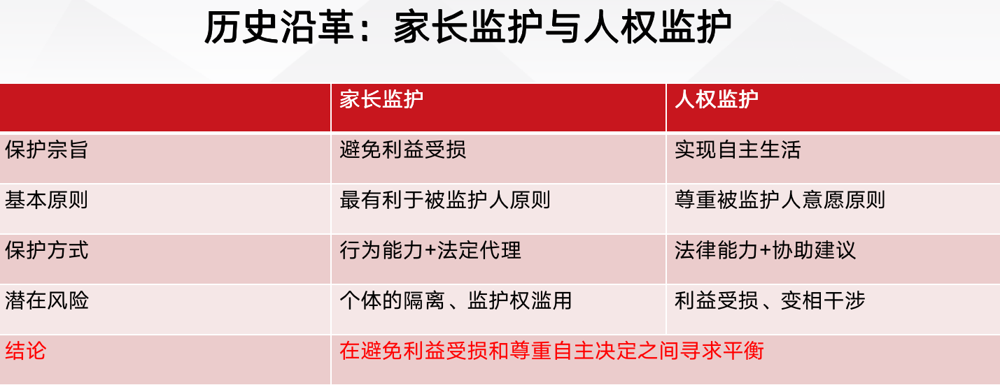 历史沿革：家长监护与人权监护
家长监护 人权监护
保护宗旨 避免利益受损 实现自主生活
基本原则 最有利于被监护人原则 尊重被监护人意愿原则
保护方式 行为能力+法定代理 法律能力+协助建议
潜在风险 个体的隔离、监护权滥用 利益受损、变相干涉
结论 在避免利益受损和尊重自主决定之间寻求平衡